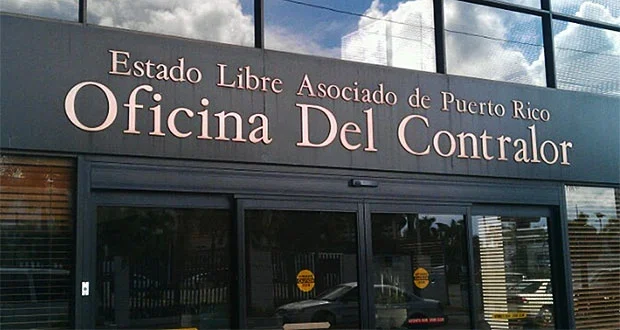 Estado Libre Asociado de Puerto Rico
Oficina Del Contralor